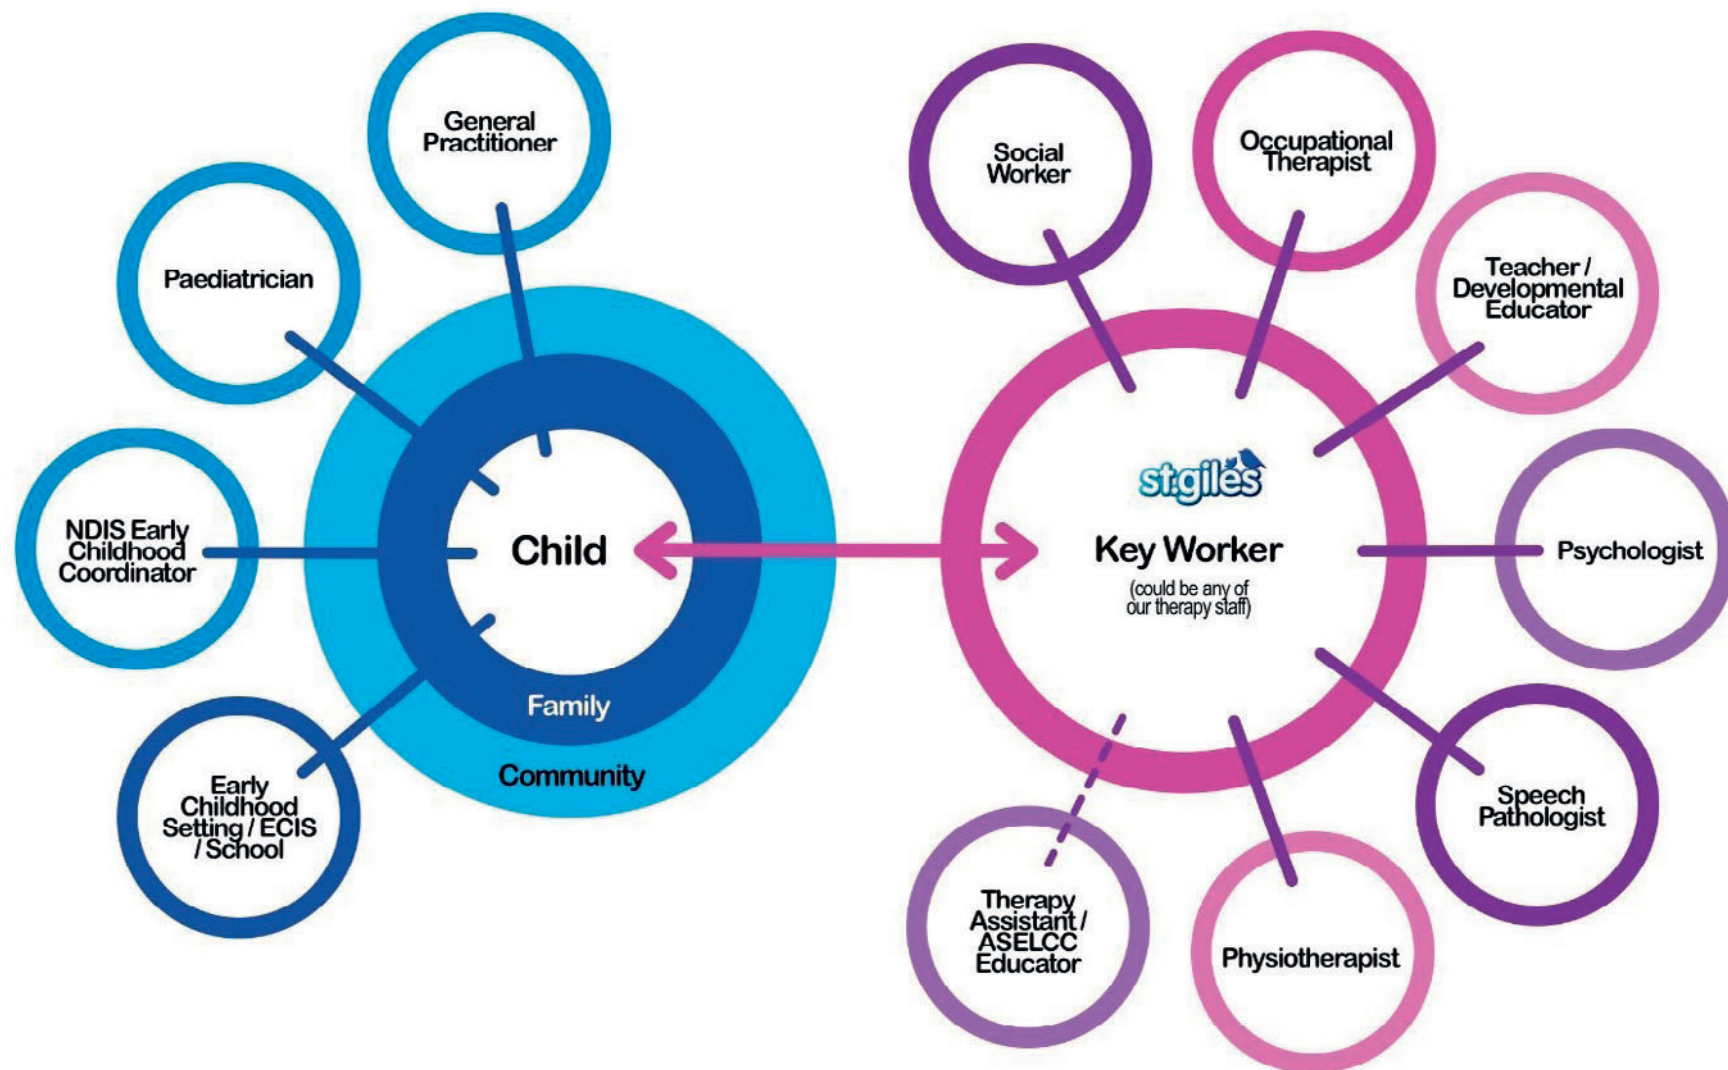 General
Practitioner
Paediatrician
NDIS Early
Childhood
Coordinator
Early
Childhood
Setting / ECIS
/ School
Child
Family
Community
Social
Worker
Occupational
Therapist
Teacher /
Developmental
Educator
st.giles
Key Worker
(could be any of
our therapy staff)
Psychologist
Speech
Pathologist
Physiotherapist
Therapy
Assistant /
ASELCC
Educator